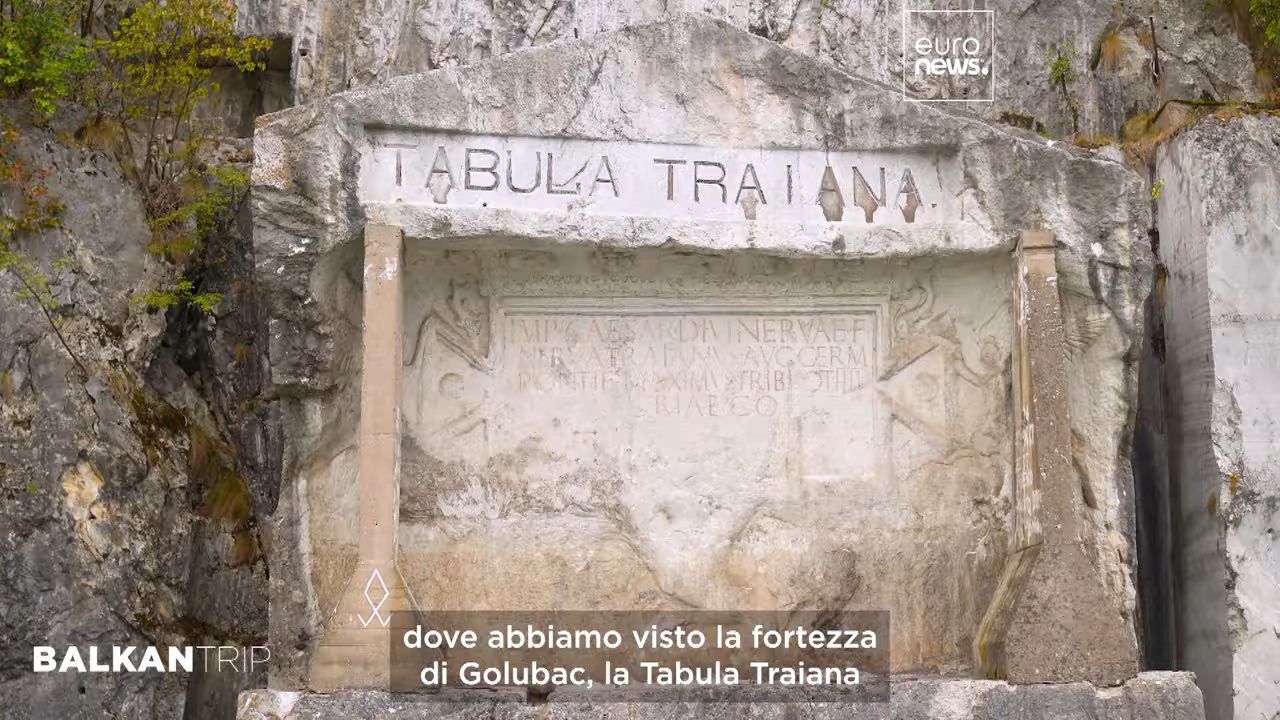 euro
news.
TABULA TRAIANA
IMP CAESAR DIVI NERVAE F
NERVA TRAIANVS AVG GERM
PONTIF MAXIMVS TRIB POT IIII
dove abbiamo visto la fortezza
di Golubac, la Tabula Traiana
BALKANTRIP